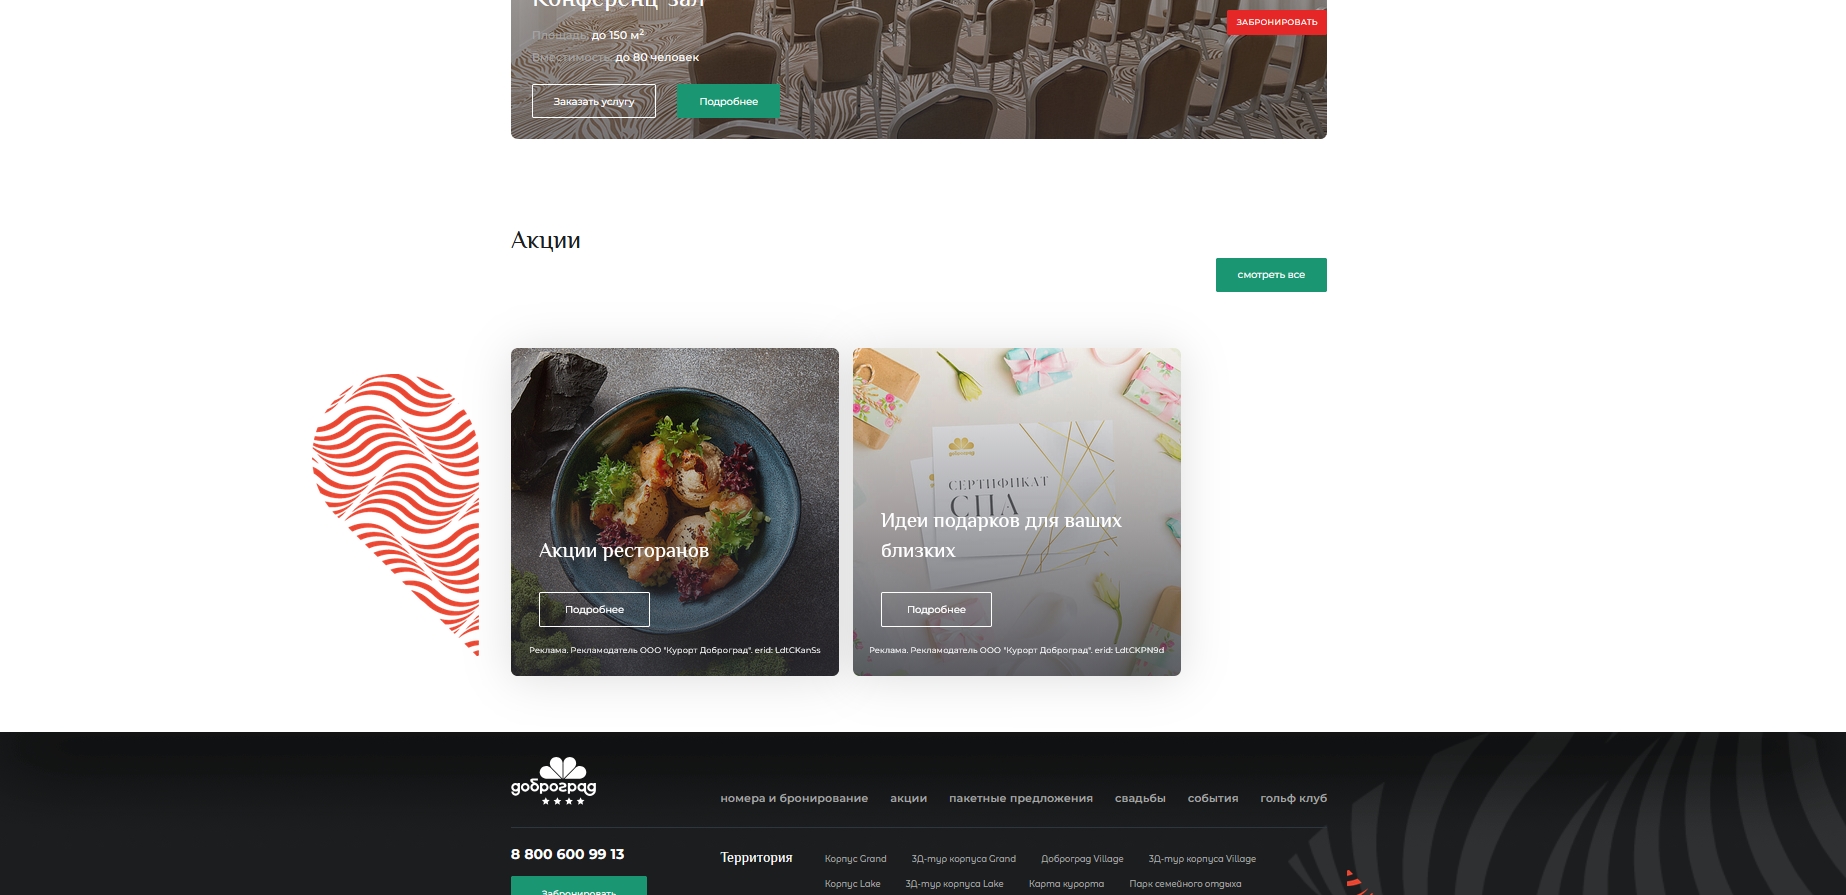 Конференц-зал
ЗАБРОНИРОВАТЬ
Площадь: до 150 м²
Вместимость: до 80 человек
Заказать услугу
Подробнее
Акции
смотреть все
СЕРТИФИКАТ
СПА
Акции ресторанов
Подробнее
Реклама. Рекламодатель ООО "Курорт Доброград". erid: LdtCKanSs
Идеи подарков для ваших
близких
Подробнее
Реклама. Рекламодатель ООО "Курорт Доброград". erid: LdtCKPN9d
доброград
номера и бронирование акции пакетные предложения свадьбы события гольф клуб
8 800 600 99 13
Забронировать
Территория
Корпус Grand 3Д-тур корпуса Grand Доброград Village 3Д-тур корпуса Village
Корпус Lake 3Д-тур корпуса Lake Карта курорта Парк семейного отдыха